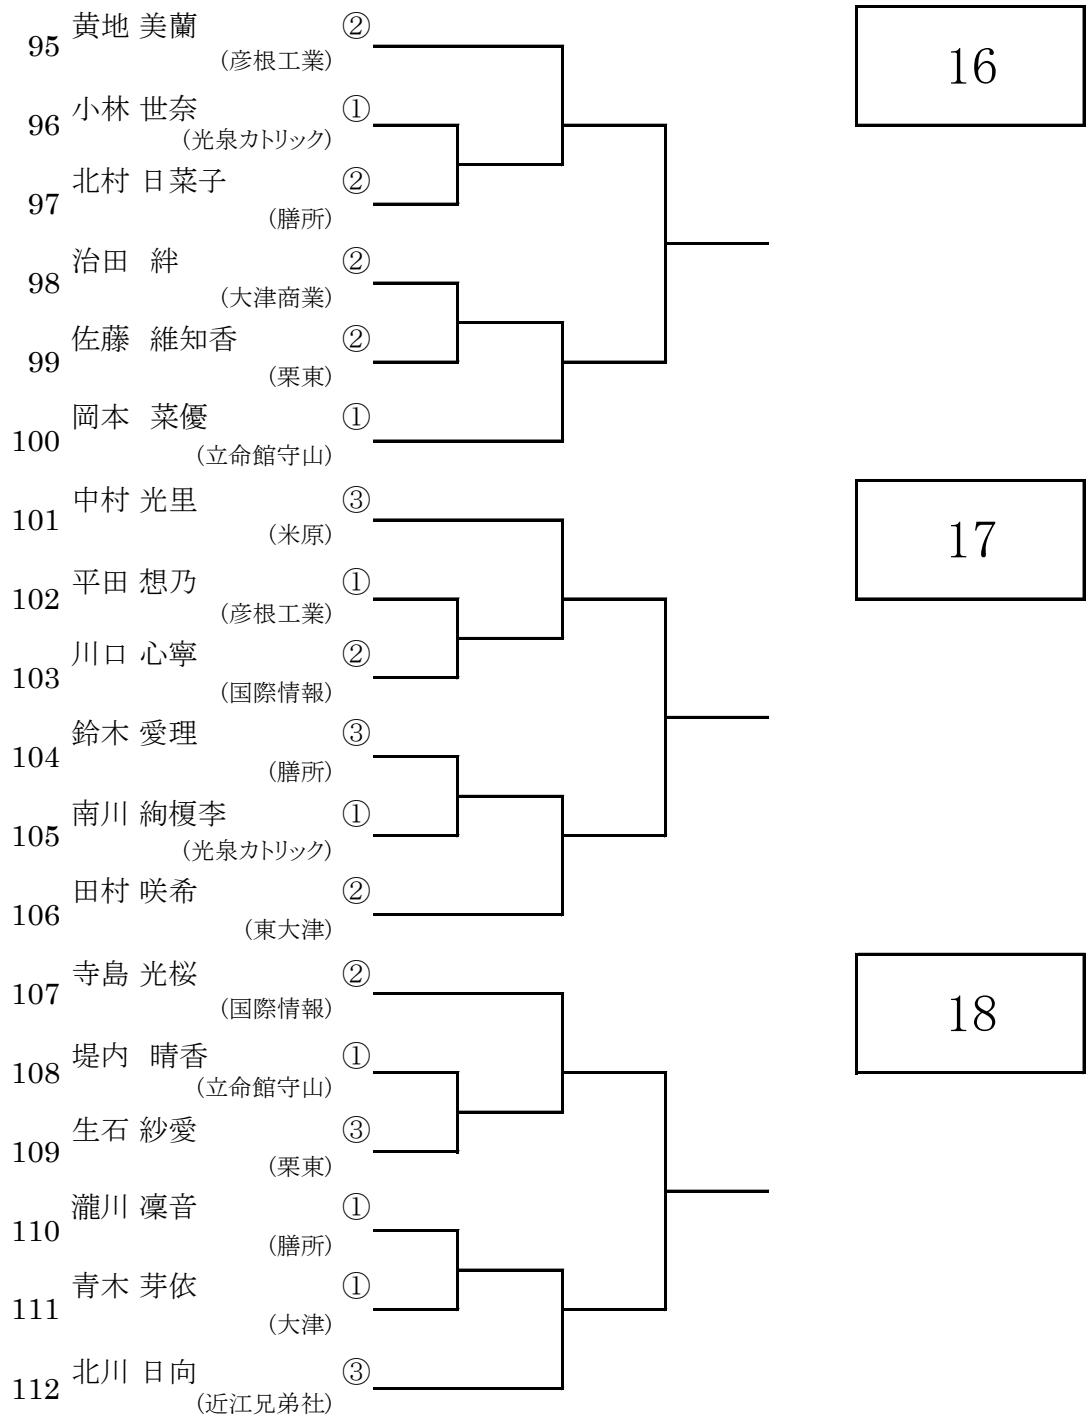 黄地 美蘭 ②
95
(彦根工業)
16
小林 世奈 ①
96
(光泉カトリック)
北村 日菜子 ②
97
(膳所)
治田 絆 ②
98
(大津商業)
佐藤 維知香 ②
99
(栗東)
岡本 菜優 ①
100
(立命館守山)
中村 光里 ③
101
(米原)
17
平田 想乃 ①
102
(彦根工業)
川口 心寧 ②
103
(国際情報)
鈴木 愛理 ③
104
(膳所)
南川 絢榎李 ①
105
(光泉カトリック)
田村 咲希 ②
106
(東大津)
寺島 光桜 ②
107
(国際情報)
18
堤内 晴香 ①
108
(立命館守山)
生石 紗愛 ③
109
(栗東)
瀧川 凜音 ①
110
(膳所)
青木 芽依 ①
111
(大津)
北川 日向 ③
112
(近江兄弟社)